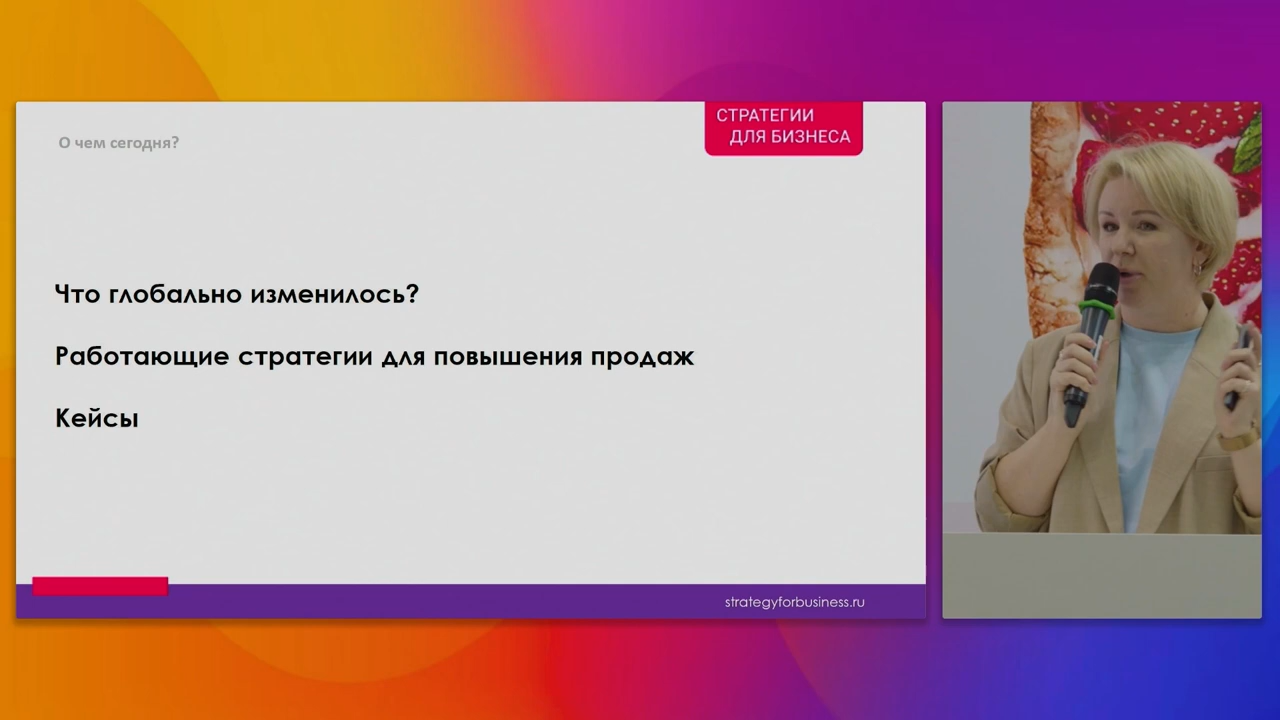 О чем сегодня?
СТРАТЕГИИ
ДЛЯ БИЗНЕСА
Что глобально изменилось?
Работающие стратегии для повышения продаж
Кейсы
strategyforbusiness.ru